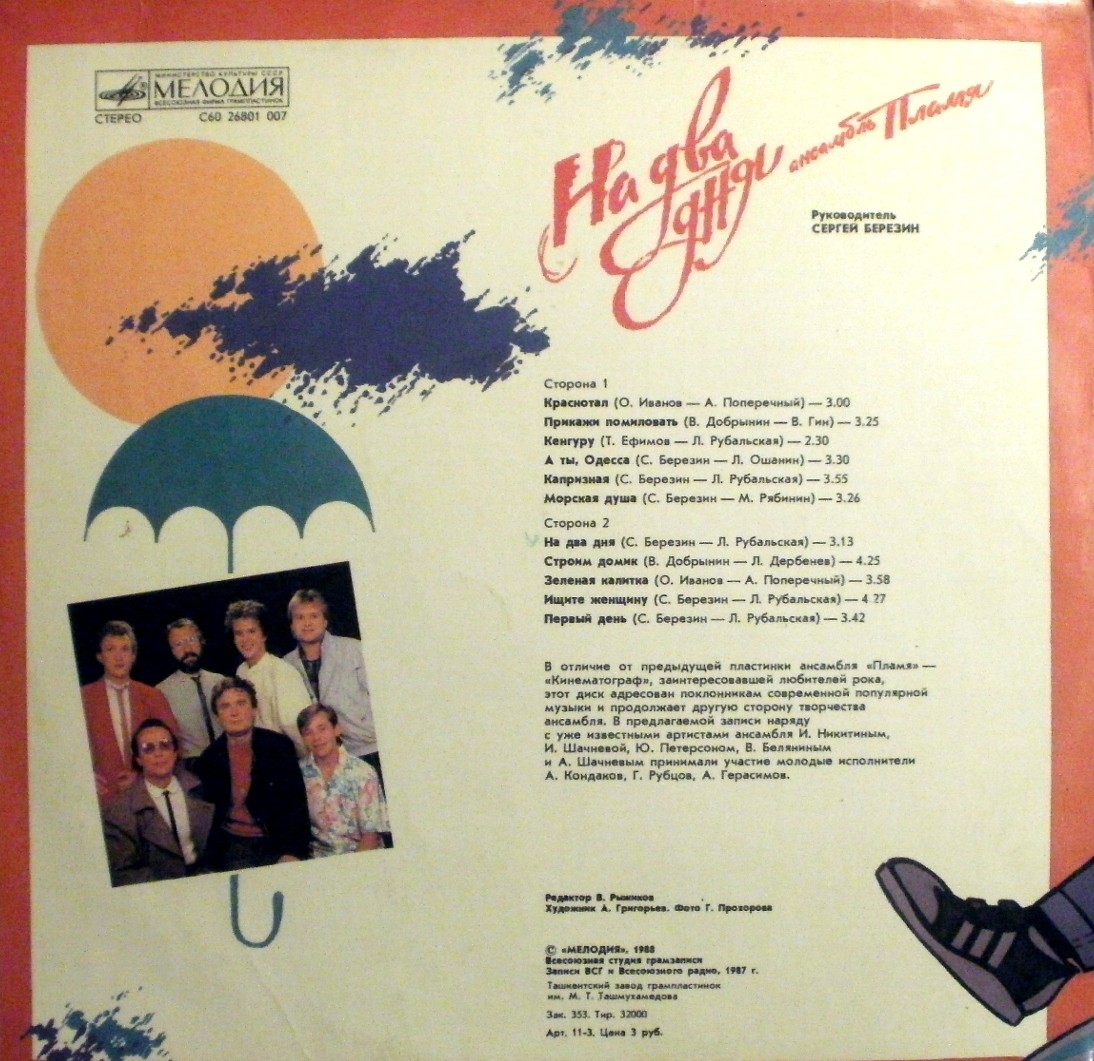 МИНИСТЕРСТВО КУЛЬТУРЫ СССР
МЕЛОДИЯ
ВСЕСОЮЗНАЯ ФИРМА ГРАМПЛАСТИНОК
СТЕРЕО С60 26801 007
На два дня
ансамбль Пламя
Руководитель
СЕРГЕЙ БЕРЕЗИН
Сторона 1
Краснотал (О. Иванов — А. Поперечный) — 3.00
Прикажи помиловать (В. Добрынин — В. Гин) — 3.25
Кенгуру (Т. Ефимов — Л. Рубальская) — 2.30
А ты, Одесса (С. Березин — Л. Ошанин) — 3.30
Капризная (С. Березин — Л. Рубальская) — 3.55
Морская душа (С. Березин — М. Рябинин) — 3.26
Сторона 2
На два дня (С. Березин — Л. Рубальская) — 3.13
Строим домик (В. Добрынин — Л. Дербенев) — 4.25
Зеленая калитка (О. Иванов — А. Поперечный) — 3.58
Ищите женщину (С. Березин — Л. Рубальская) — 4.27
Первый день (С. Березин — Л. Рубальская) — 3.42
В отличие от предыдущей пластинки ансамбля «Пламя» —
«Кинематограф», заинтересовавшей любителей рока,
этот диск адресован поклонникам современной популярной
музыки и продолжает другую сторону творчества
ансамбля. В предлагаемой записи наряду
с уже известными артистами ансамбля И. Никитиным,
И. Шачневой, Ю. Петерсоном, В. Беляниным
и А. Шачневым принимали участие молодые исполнители
А. Кондаков, Г. Рубцов, А. Герасимов.
Редактор В. Рыжиков
Художник А. Григорьев. Фото Г. Прохорова
© «МЕЛОДИЯ», 1988
Всесоюзная студия грамзаписи
Записи ВСГ и Всесоюзного радио, 1987 г.
Ташкентский завод грампластинок
им. М. Т. Ташмухамедова
Зак. 353. Тир. 32000
Арт. 11-3. Цена 3 руб.